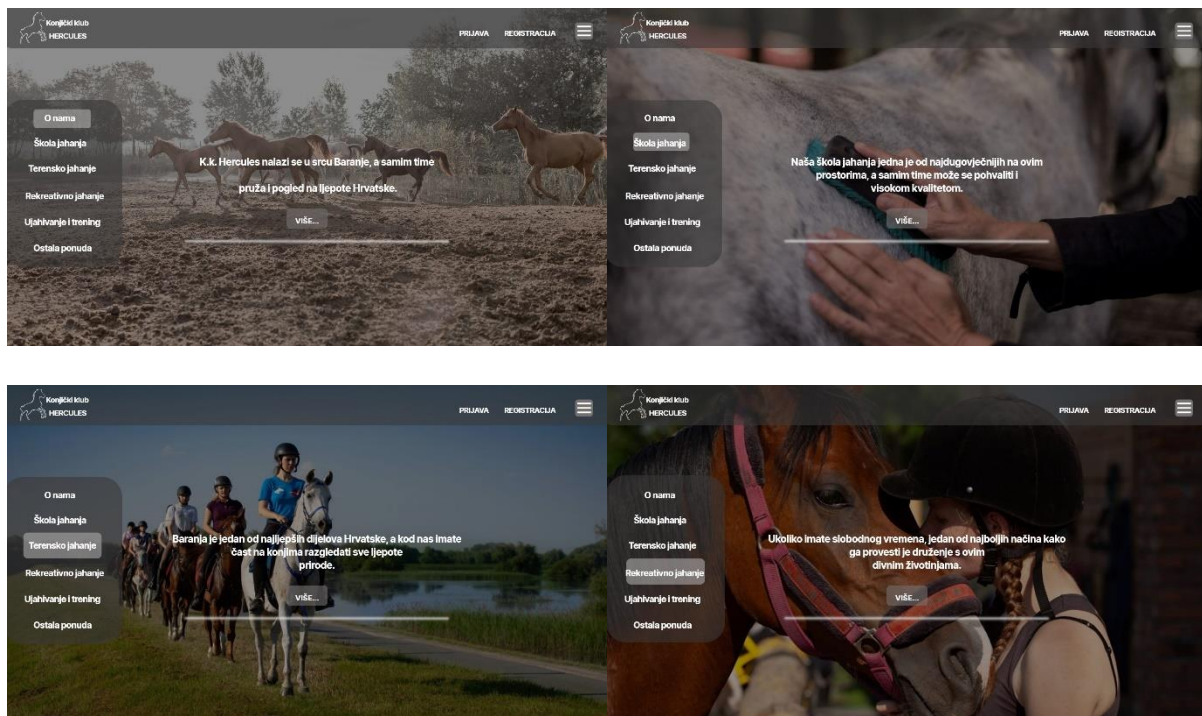 Konjički klub
HERCULES
PRIJAVA REGISTRACIJA
O nama
Škola jahanja
Terensko jahanje
Rekreativno jahanje
Ujahivanje i trening
Ostala ponuda
K.k. Hercules nalazi se u srcu Baranje, a samim time
pruža i pogled na ljepote Hrvatske.
VIŠE...
Konjički klub
HERCULES
PRIJAVA REGISTRACIJA
O nama
Škola jahanja
Terensko jahanje
Rekreativno jahanje
Ujahivanje i trening
Ostala ponuda
Naša škola jahanja jedna je od najdugovječnijih na ovim
prostorima, a samim time može se pohvaliti i
visokom kvalitetom.
VIŠE...
Konjički klub
HERCULES
PRIJAVA REGISTRACIJA
O nama
Škola jahanja
Terensko jahanje
Rekreativno jahanje
Ujahivanje i trening
Ostala ponuda
Baranja je jedan od najljepših dijelova Hrvatske, a kod nas imate
čast na konjima razgledati sve ljepote
prirode.
VIŠE...
Konjički klub
HERCULES
PRIJAVA REGISTRACIJA
O nama
Škola jahanja
Terensko jahanje
Rekreativno jahanje
Ujahivanje i trening
Ostala ponuda
Ukoliko imate slobodnog vremena, jedan od najboljih načina kako
ga provesti je druženje s ovim
divnim životinjama.
VIŠE...